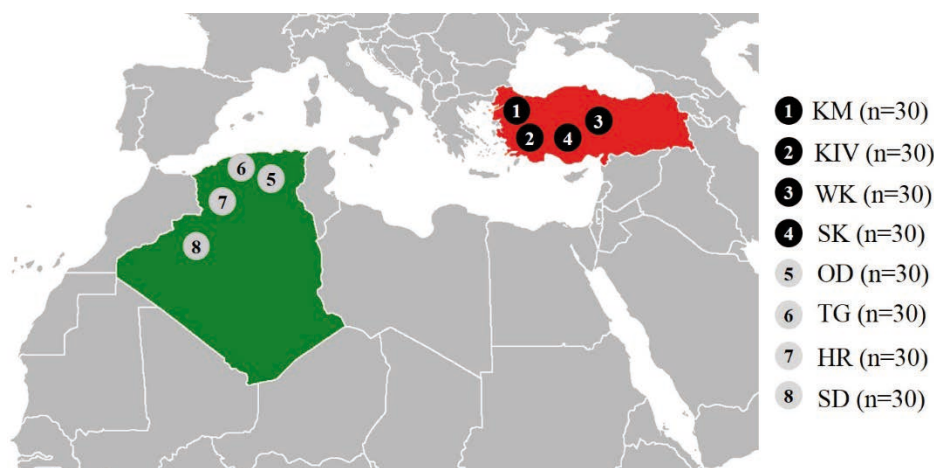 1
2
3
4
5
6
7
8
1 KM (n=30)
2 KIV (n=30)
3 WK (n=30)
4 SK (n=30)
5 OD (n=30)
6 TG (n=30)
7 HR (n=30)
8 SD (n=30)